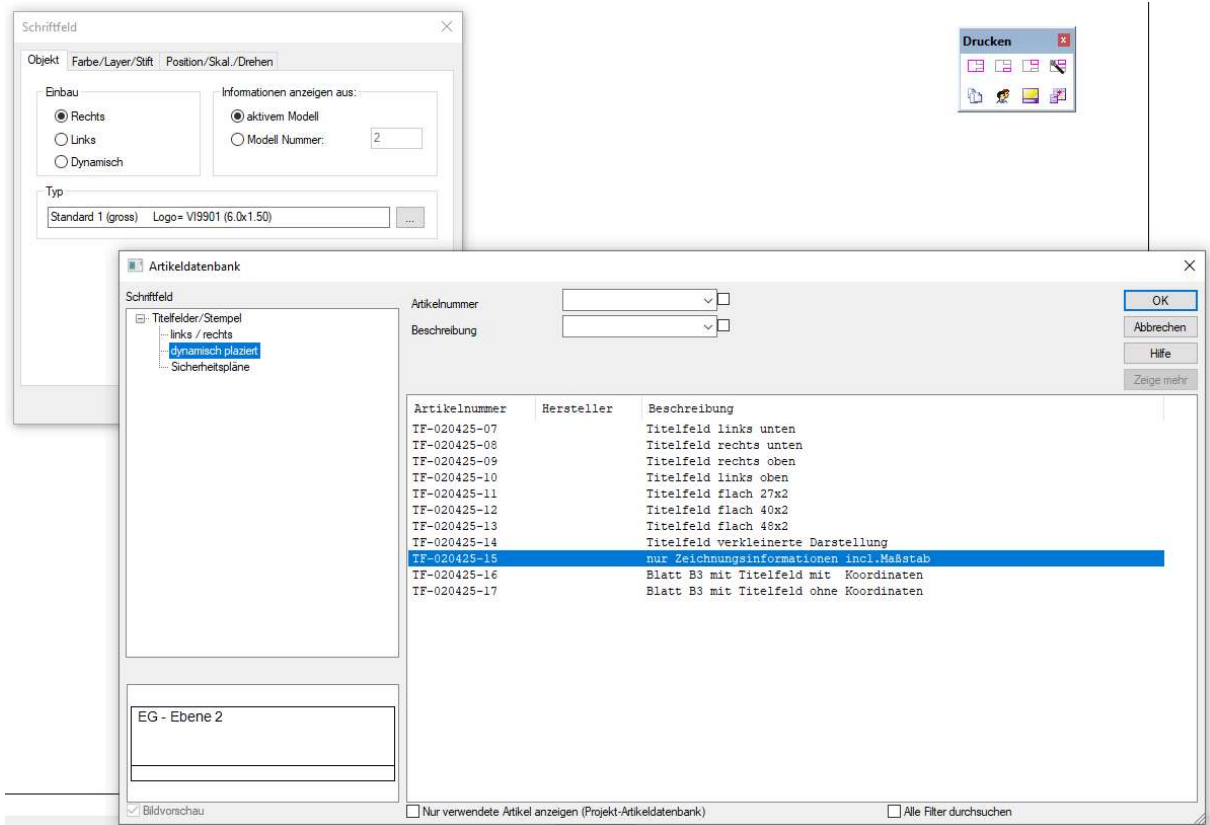 Schriftfeld
Objekt Farbe/Layer/Stift Position/Skal./Drehen
Einbau
Rechts
Links
Dynamisch
Informationen anzeigen aus:
aktivem Modell
Modell Nummer: 2
Typ
Standard 1 (gross) Logo= VI9901 (6.0x1.50) ...
Drucken
Artikeldatenbank
Schriftfeld
Titelfelder/Stempel
links / rechts
dynamisch plaziert
Sicherheitspläne
Artikelnummer
Beschreibung
OK
Abbrechen
Hilfe
Zeige mehr
Artikelnummer Hersteller Beschreibung
TF-020425-07 Titelfeld links unten
TF-020425-08 Titelfeld rechts unten
TF-020425-09 Titelfeld rechts oben
TF-020425-10 Titelfeld links oben
TF-020425-11 Titelfeld flach 27x2
TF-020425-12 Titelfeld flach 40x2
TF-020425-13 Titelfeld flach 48x2
TF-020425-14 Titelfeld verkleinerte Darstellung
TF-020425-15 nur Zeichnungsinformationen incl.Maßstab
TF-020425-16 Blatt B3 mit Titelfeld mit Koordinaten
TF-020425-17 Blatt B3 mit Titelfeld ohne Koordinaten
EG - Ebene 2
Bildvorschau
Nur verwendete Artikel anzeigen (Projekt-Artikeldatenbank)
Alle Filter durchsuchen